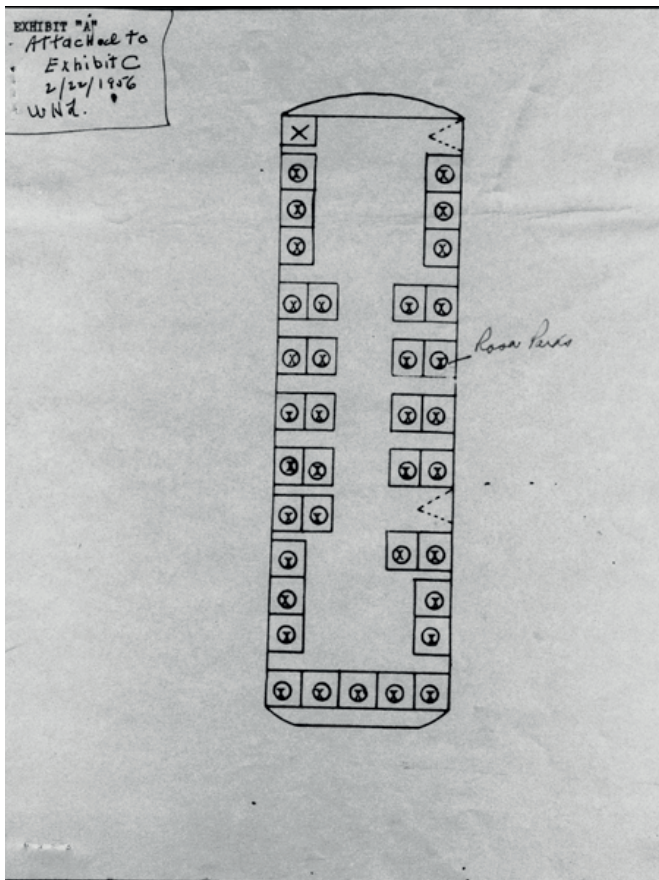 EXHIBIT "A"
Attached to
Exhibit C
2/22/1956
WNL.
X
Rosa Parks